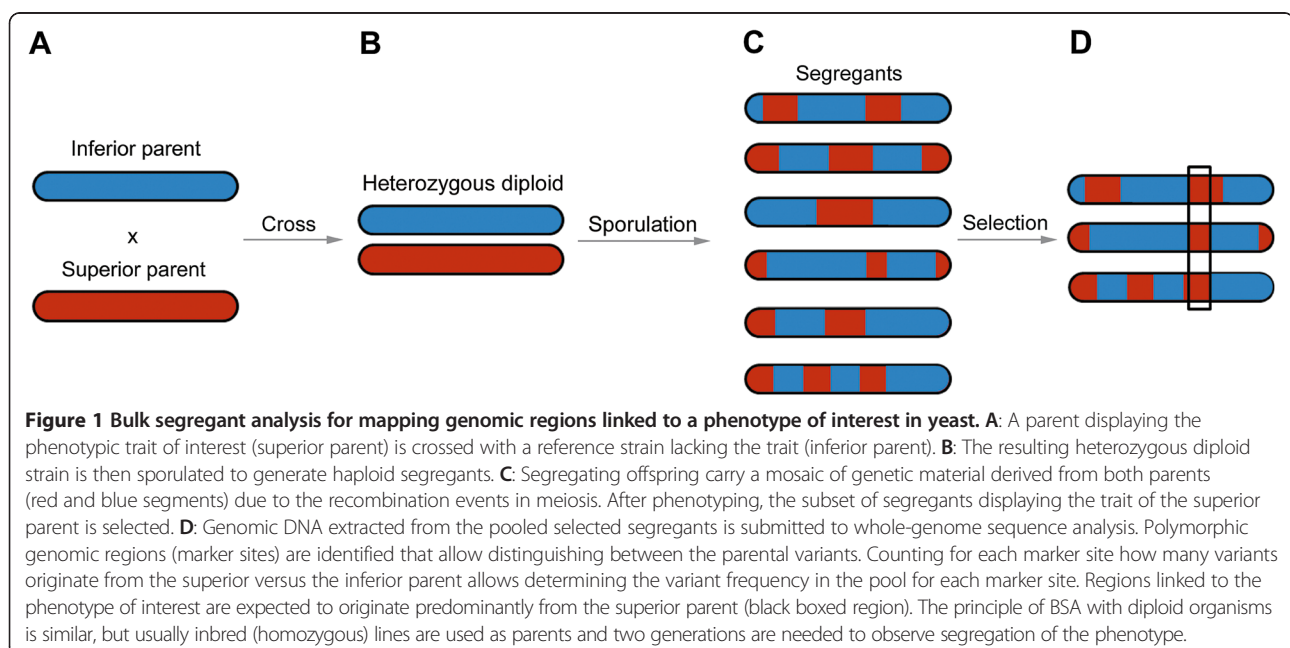 A
B
C
D
Segregants
Inferior parent
Heterozygous diploid
Cross
Sporulation
Selection
x
Superior parent
Figure 1 Bulk segregant analysis for mapping genomic regions linked to a phenotype of interest in yeast. A: A parent displaying the
phenotypic trait of interest (superior parent) is crossed with a reference strain lacking the trait (inferior parent). B: The resulting heterozygous diploid
strain is then sporulated to generate haploid segregants. C: Segregating offspring carry a mosaic of genetic material derived from both parents
(red and blue segments) due to the recombination events in meiosis. After phenotyping, the subset of segregants displaying the trait of the superior
parent is selected. D: Genomic DNA extracted from the pooled selected segregants is submitted to whole-genome sequence analysis. Polymorphic
genomic regions (marker sites) are identified that allow distinguishing between the parental variants. Counting for each marker site how many variants
originate from the superior versus the inferior parent allows determining the variant frequency in the pool for each marker site. Regions linked to the
phenotype of interest are expected to originate predominantly from the superior parent (black boxed region). The principle of BSA with diploid organisms
is similar, but usually inbred (homozygous) lines are used as parents and two generations are needed to observe segregation of the phenotype.